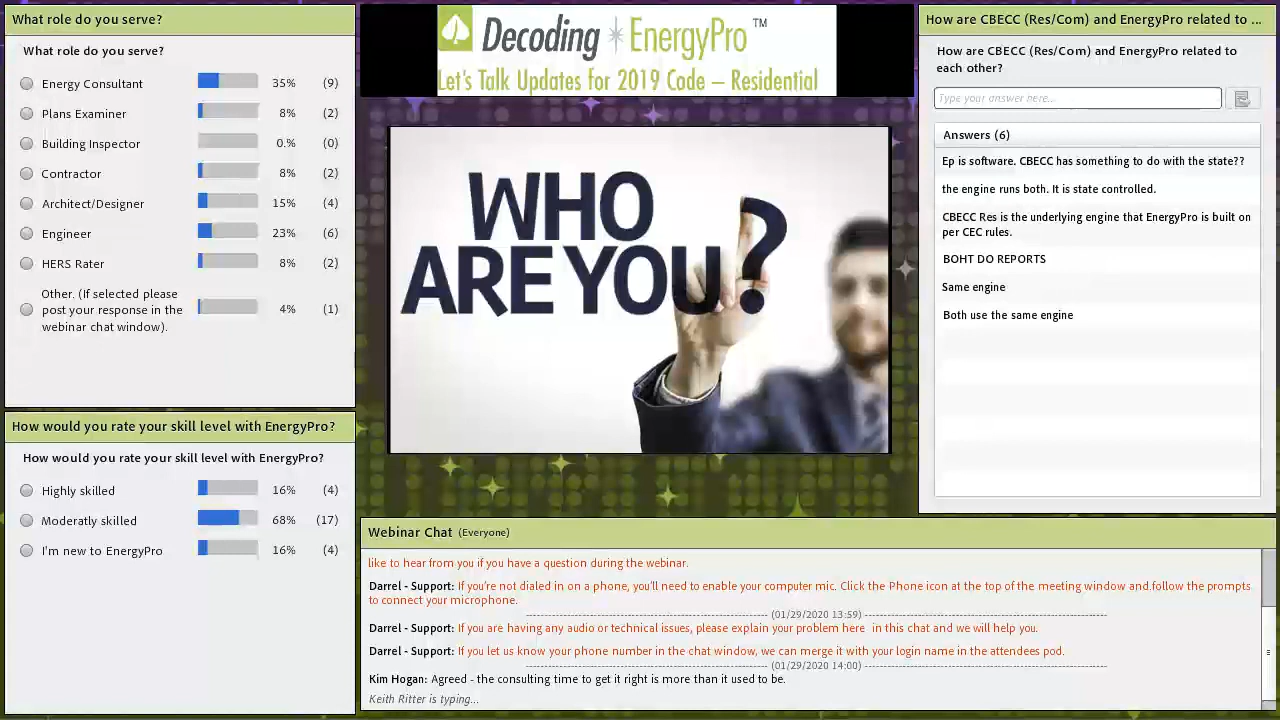 What role do you serve?
What role do you serve?
Energy Consultant 35% (9)
Plans Examiner 8% (2)
Building Inspector 0.% (0)
Contractor 8% (2)
Architect/Designer 15% (4)
Engineer 23% (6)
HERS Rater 8% (2)
Other. (If selected please
post your response in the 4% (1)
webinar chat window).
How would you rate your skill level with EnergyPro?
How would you rate your skill level with EnergyPro?
Highly skilled 16% (4)
Moderatly skilled 68% (17)
I'm new to EnergyPro 16% (4)
Decoding EnergyPro™
Let's Talk Updates for 2019 Code – Residential
WHO
ARE YOU?
How are CBECC (Res/Com) and EnergyPro related to ...
How are CBECC (Res/Com) and EnergyPro related to
each other?
Type your answer here...
Answers (6)
Ep is software. CBECC has something to do with the state??
the engine runs both. It is state controlled.
CBECC Res is the underlying engine that EnergyPro is built on
per CEC rules.
BOHT DO REPORTS
Same engine
Both use the same engine
Webinar Chat (Everyone)
like to hear from you if you have a question during the webinar.
Darrel - Support: If you're not dialed in on a phone, you'll need to enable your computer mic. Click the Phone icon at the top of the meeting window and.follow the prompts
to connect your microphone.
(01/29/2020 13:59)
Darrel - Support: If you are having any audio or technical issues, please explain your problem here in this chat and we will help you.
Darrel - Support: If you let us know your phone number in the chat window, we can merge it with your login name in the attendees pod.
(01/29/2020 14:00)
Kim Hogan: Agreed - the consulting time to get it right is more than it used to be.
Keith Ritter is typing...